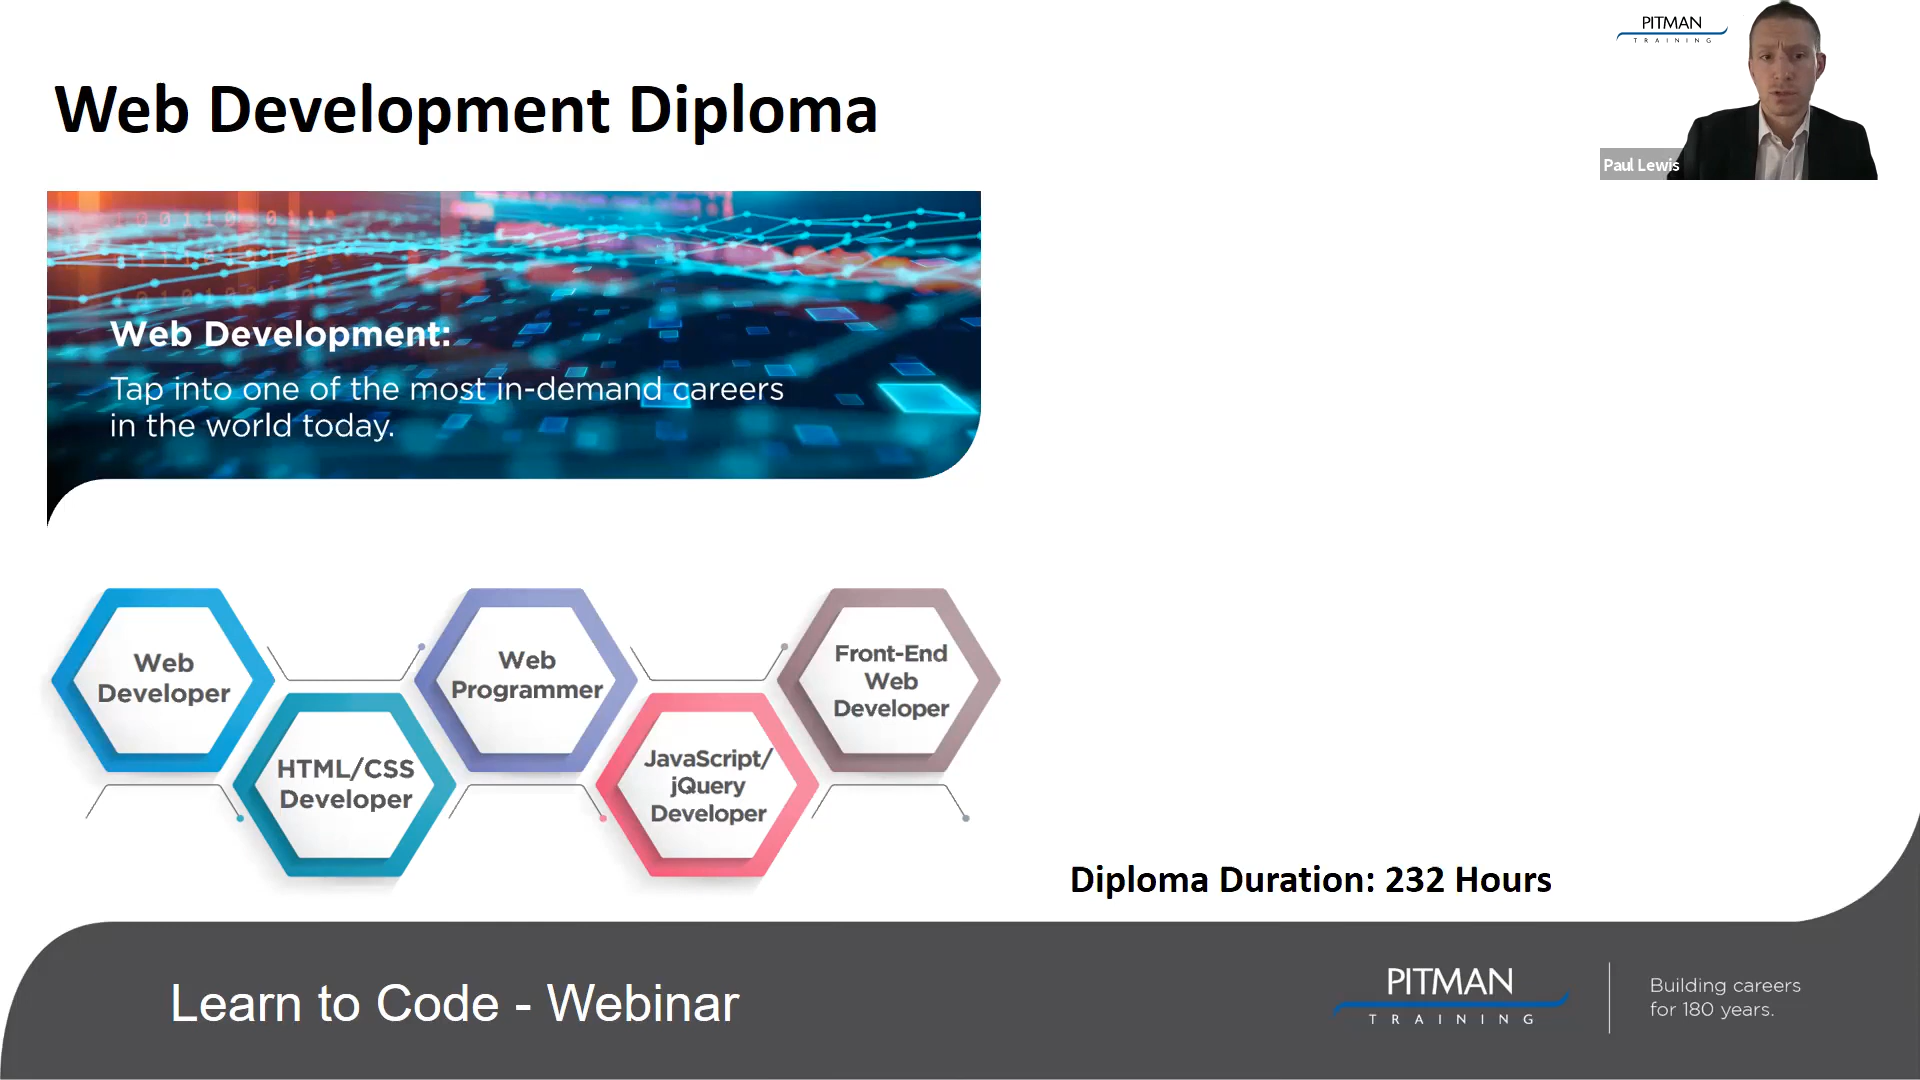 PITMAN
TRAINING
Paul Lewis
Web Development Diploma
Web Development:
Tap into one of the most in-demand careers
in the world today.
Web
Developer
HTML/CSS
Developer
Web
Programmer
JavaScript/
jQuery
Developer
Front-End
Web
Developer
Diploma Duration: 232 Hours
Learn to Code - Webinar
PITMAN
TRAINING
Building careers
for 180 years.